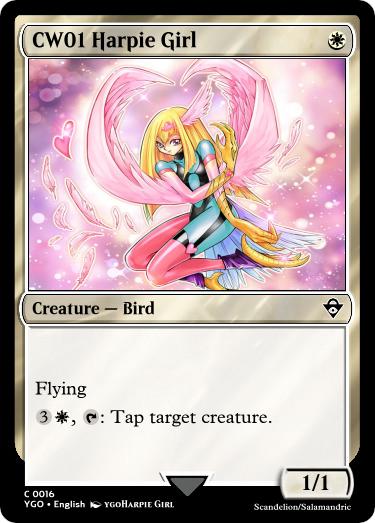 CW01 Harpie Girl
Creature — Bird
Flying
3, : Tap target creature.
1/1
C 0016
YGO • English YGOHARPIE GIRL
Scandelion/Salamandric